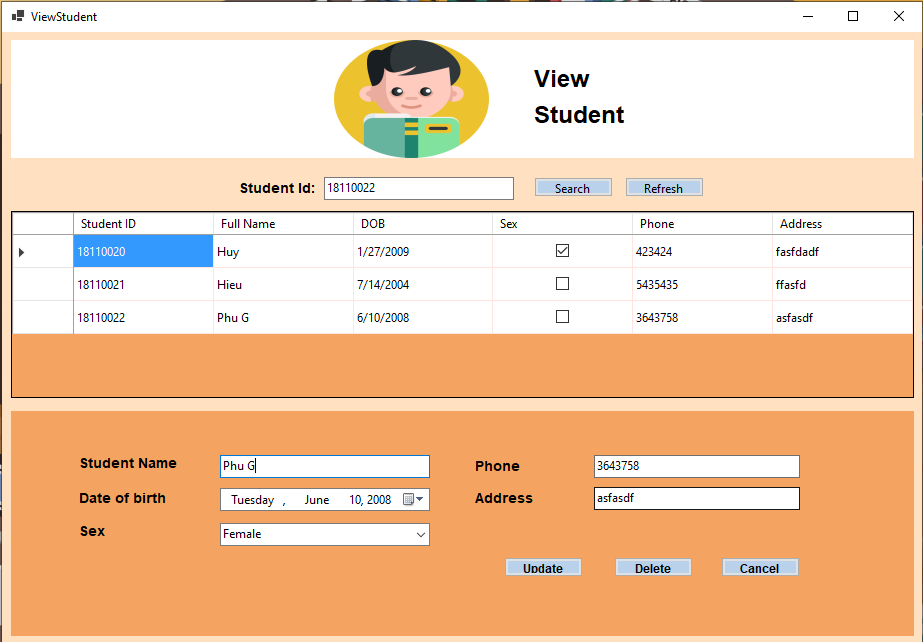 ViewStudent
View
Student
Student Id: 18110022 Search Refresh
Student ID Full Name DOB Sex Phone Address
18110020 Huy 1/27/2009 423424 fasfdadf
18110021 Hieu 7/14/2004 5435435 ffasfd
18110022 Phu G 6/10/2008 3643758 asfasdf
Student Name Phu G Phone 3643758
Date of birth Tuesday , June 10, 2008 Address asfasdf
Sex Female
Update Delete Cancel